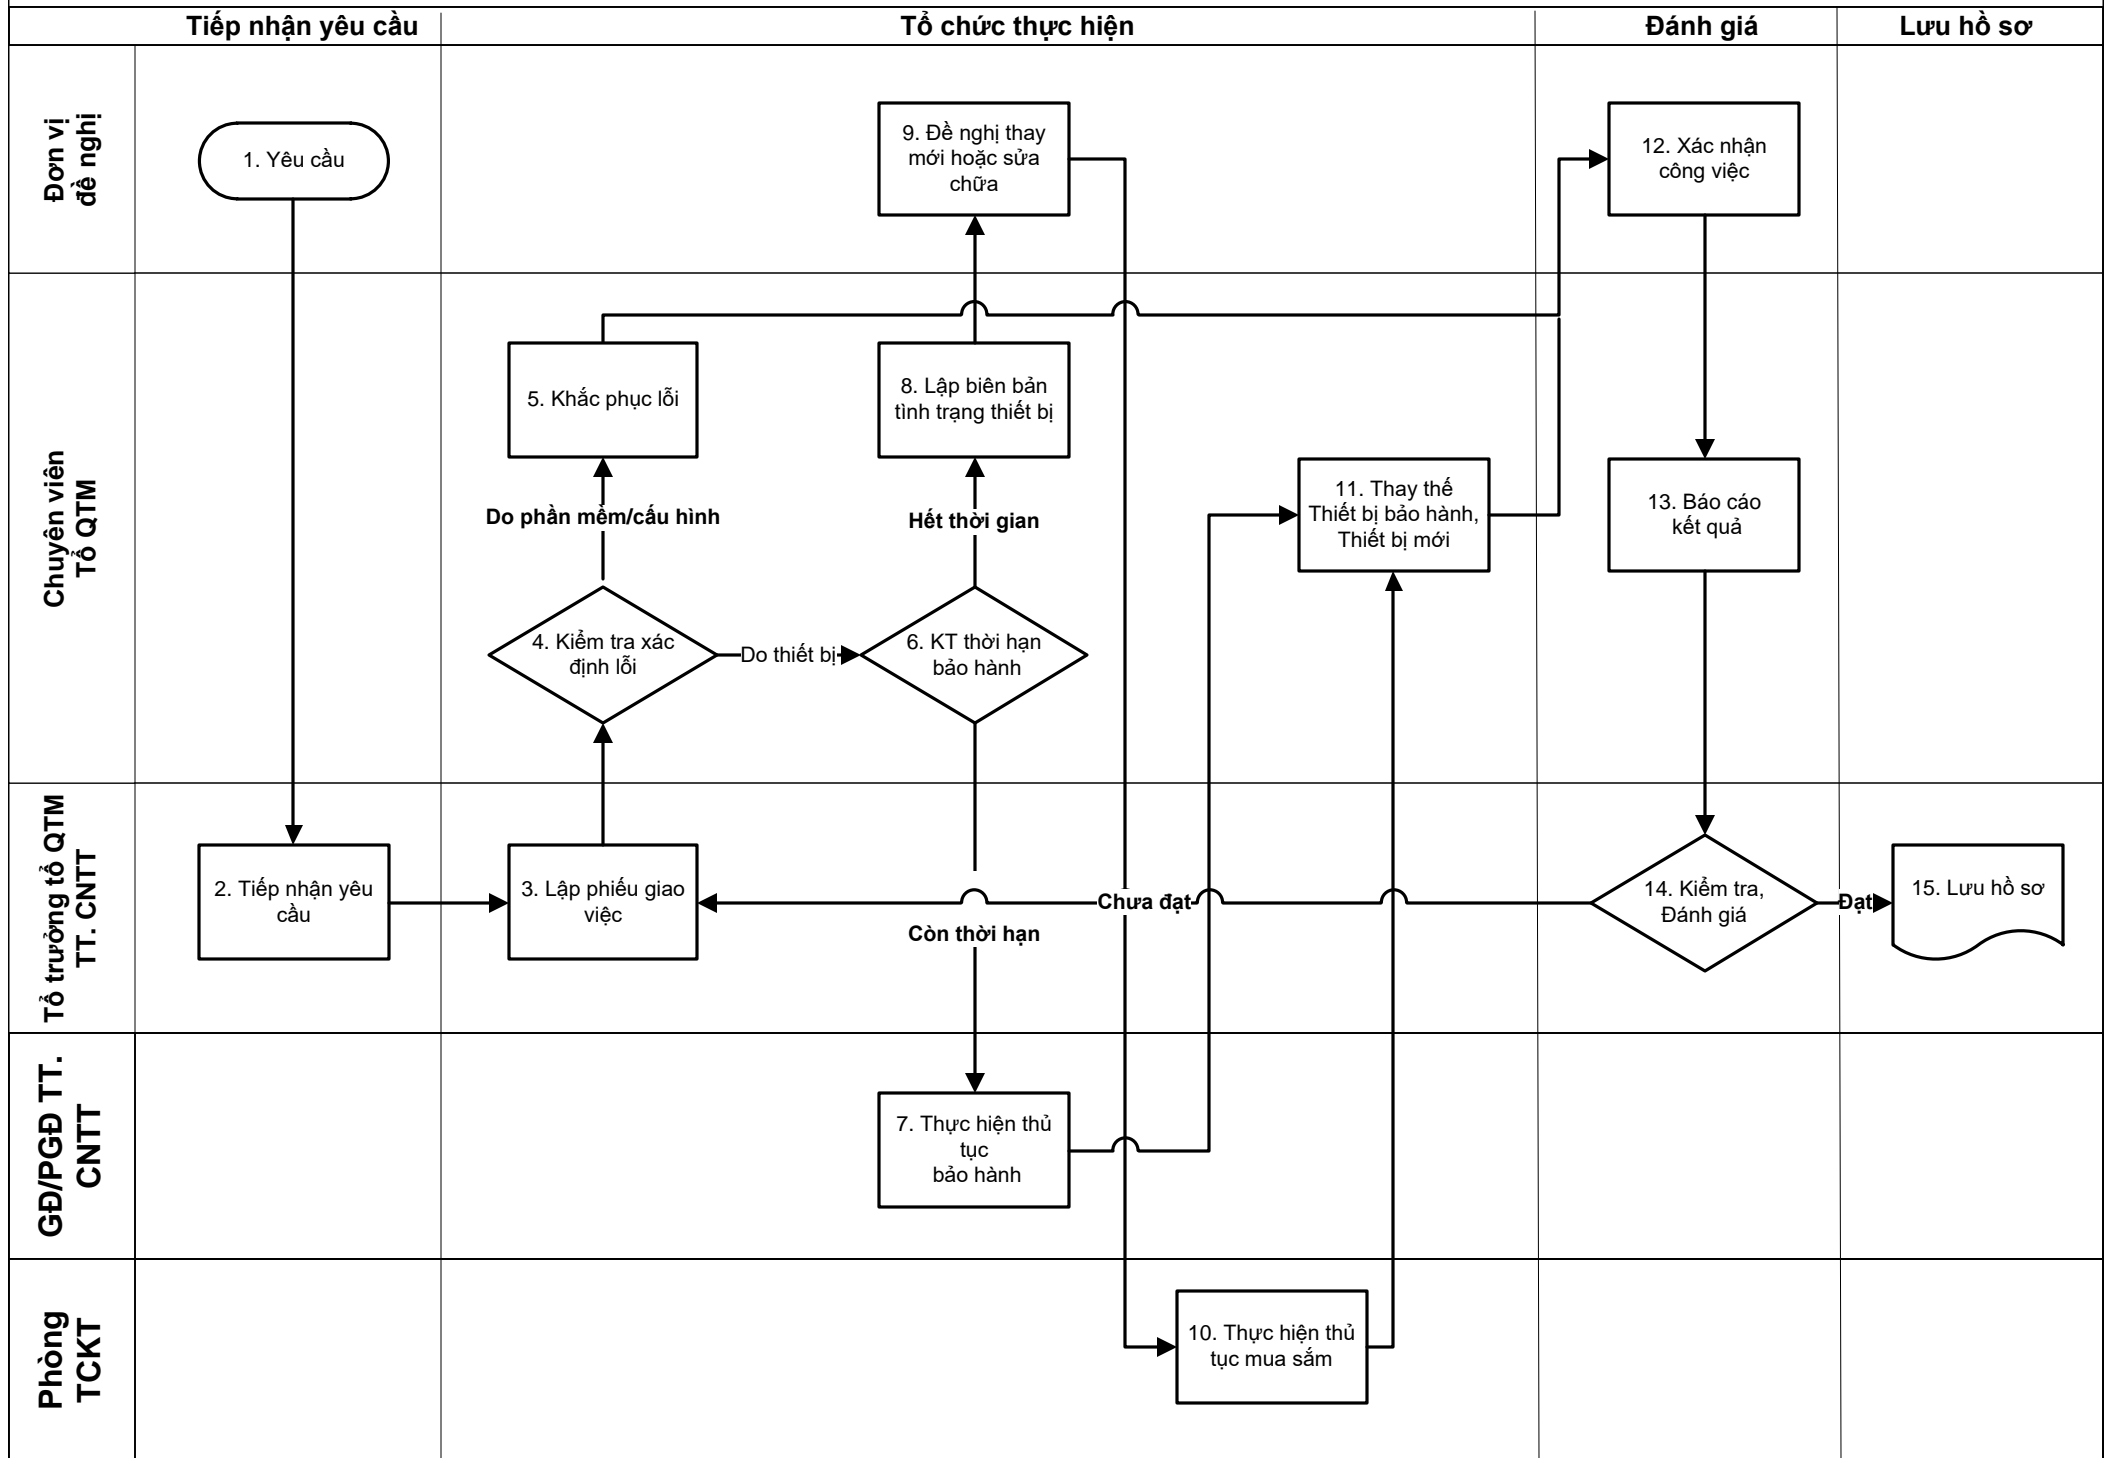 Tiếp nhận yêu cầu
Tổ chức thực hiện
Đánh giá
Lưu hồ sơ
Đơn vị
đề nghị
1. Yêu cầu
9. Đề nghị thay
mới hoặc sửa
chữa
12. Xác nhận
công việc
Chuyên viên
Tổ QTM
5. Khắc phục lỗi
8. Lập biên bản
tình trạng thiết bị
Do phần mềm/cấu hình
Hết thời gian
11. Thay thế
Thiết bị bảo hành,
Thiết bị mới
13. Báo cáo
kết quả
4. Kiểm tra xác
định lỗi
Do thiết bị
6. KT thời hạn
bảo hành
Tổ trưởng tổ QTM
TT. CNTT
2. Tiếp nhận yêu
cầu
3. Lập phiếu giao
việc
Chưa đạt
Còn thời hạn
14. Kiểm tra,
Đánh giá
Đạt
15. Lưu hồ sơ
GĐ/PGĐ TT.
CNTT
7. Thực hiện thủ
tục
bảo hành
Phòng
TCKT
10. Thực hiện thủ
tục mua sắm